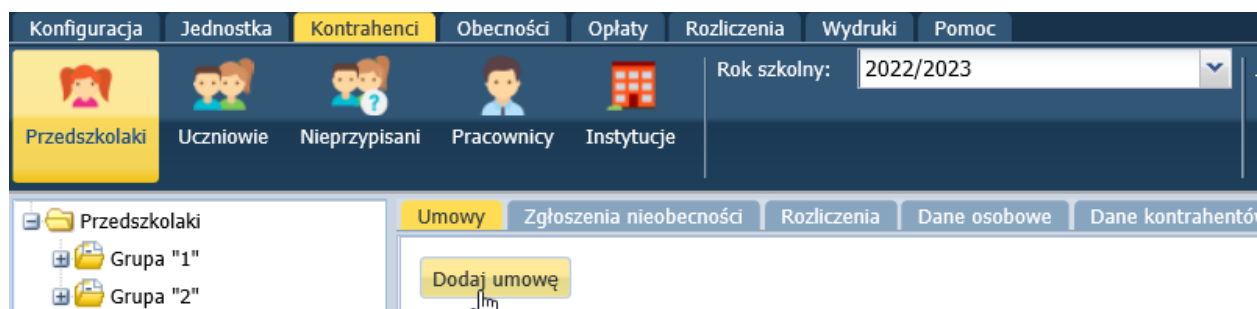 Konfiguracja Jednostka Kontrahenci Obecności Opłaty Rozliczenia Wydruki Pomoc
Rok szkolny: 2022/2023
?
Przedszkolaki Uczniowie Nieprzypisani Pracownicy Instytucje
Przedszkolaki
Umowy Zgłoszenia nieobecności Rozliczenia Dane osobowe Dane kontrahentów
Grupa "1"
Dodaj umowę
Grupa "2"